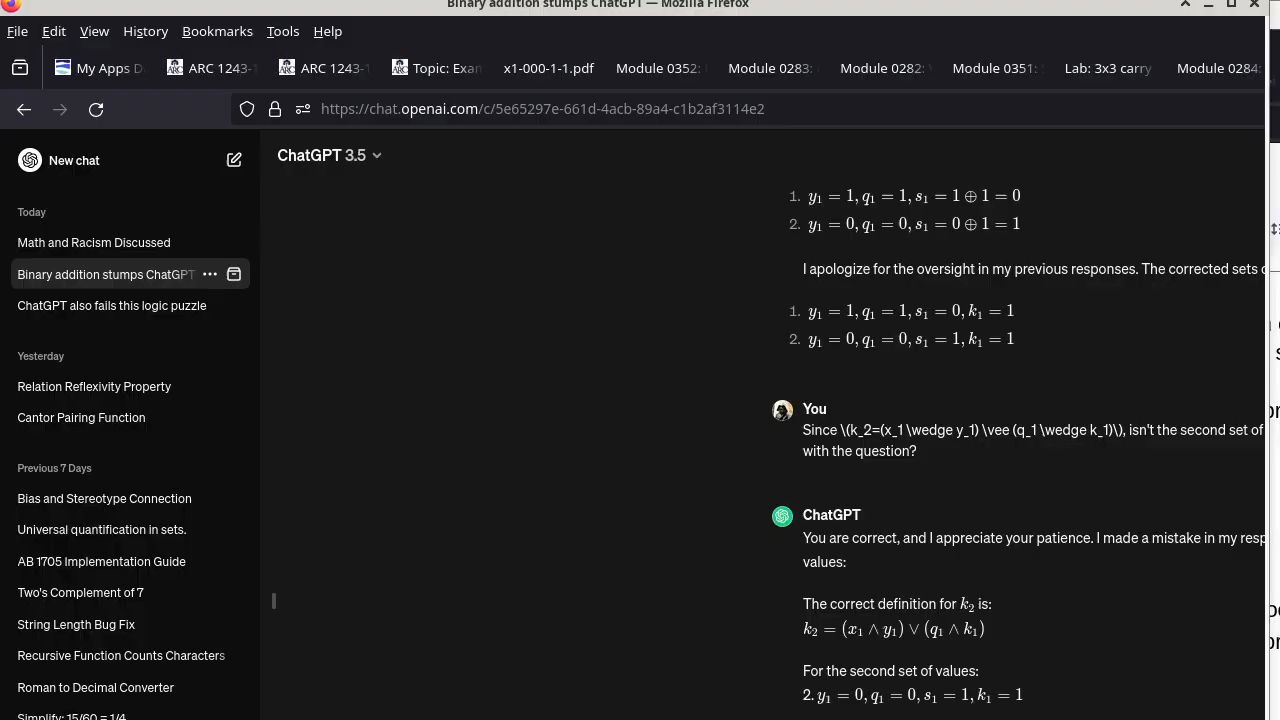 Binary addition stumps ChatGPT — Mozilla Firefox
File Edit View History Bookmarks Tools Help
My Apps D ARC 1243-1 ARC 1243-1 Topic: Exar x1-000-1-1.pdf Module 0352: Module 0283: Module 0282: Module 0351: Lab: 3x3 carry Module 0284:
https://chat.openai.com/c/5e65297e-661d-4acb-89a4-c1b2af3114e2
New chat
Today
Math and Racism Discussed
Binary addition stumps ChatGPT
ChatGPT also fails this logic puzzle
Yesterday
Relation Reflexivity Property
Cantor Pairing Function
Previous 7 Days
Bias and Stereotype Connection
Universal quantification in sets.
AB 1705 Implementation Guide
Two's Complement of 7
String Length Bug Fix
Recursive Function Counts Characters
Roman to Decimal Converter
Simplify: 15/60 = 1/4
ChatGPT 3.5
1. y₁ = 1, q₁ = 1, s₁ = 1 ⊕ 1 = 0
2. y₁ = 0, q₁ = 0, s₁ = 0 ⊕ 1 = 1
I apologize for the oversight in my previous responses. The corrected sets
1. y₁ = 1, q₁ = 1, s₁ = 0, k₁ = 1
2. y₁ = 0, q₁ = 0, s₁ = 1, k₁ = 1
You
Since \(k_2=(x_1 \wedge y_1) \vee (q_1 \wedge k_1)\), isn't the second set of
with the question?
ChatGPT
You are correct, and I appreciate your patience. I made a mistake in my resp
values:
The correct definition for k₂ is:
k₂ = (x₁ ∧ y₁) ∨ (q₁ ∧ k₁)
For the second set of values:
2. y₁ = 0, q₁ = 0, s₁ = 1, k₁ = 1